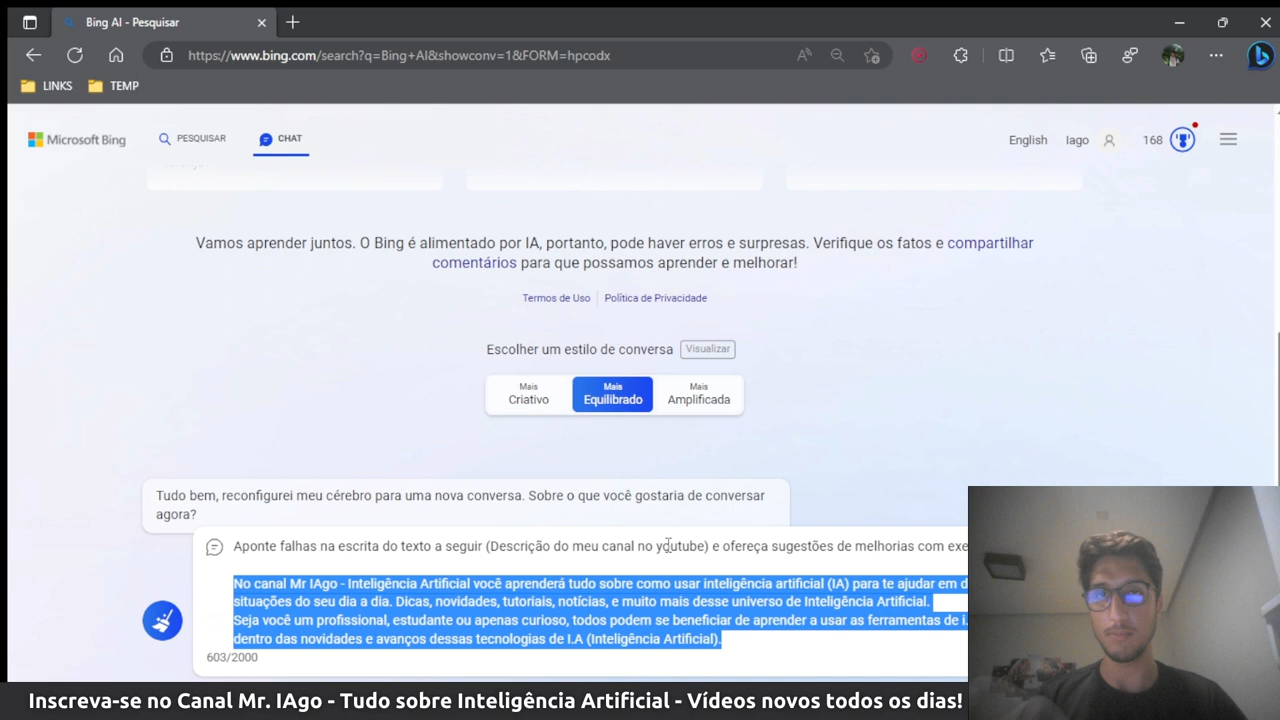 Bing AI - Pesquisar
https://www.bing.com/search?q=Bing+AI&showconv=1&FORM=hpcodx
LINKS
TEMP
Microsoft Bing
PESQUISAR
CHAT
English
Iago
168
Vamos aprender juntos. O Bing é alimentado por IA, portanto, pode haver erros e surpresas. Verifique os fatos e compartilhar
comentários para que possamos aprender e melhorar!
Termos de Uso
Política de Privacidade
Escolher um estilo de conversa
Visualizar
Mais
Criativo
Mais
Equilibrado
Mais
Amplificada
Tudo bem, reconfigurei meu cérebro para uma nova conversa. Sobre o que você gostaria de conversar
agora?
Aponte falhas na escrita do texto a seguir (Descrição do meu canal no youtube) e ofereça sugestões de melhorias com exe
No canal Mr IAgo - Inteligência Artificial você aprenderá tudo sobre como usar inteligência artificial (IA) para te ajudar em d
situações do seu dia a dia. Dicas, novidades, tutoriais, notícias, e muito mais desse universo de Inteligência Artificial.
Seja você um profissional, estudante ou apenas curioso, todos podem se beneficiar de aprender a usar as ferramentas de i.
dentro das novidades e avanços dessas tecnologias de I.A (Inteligência Artificial).
603/2000
Inscreva-se no Canal Mr. IAgo - Tudo sobre Inteligência Artificial - Vídeos novos todos os dias!